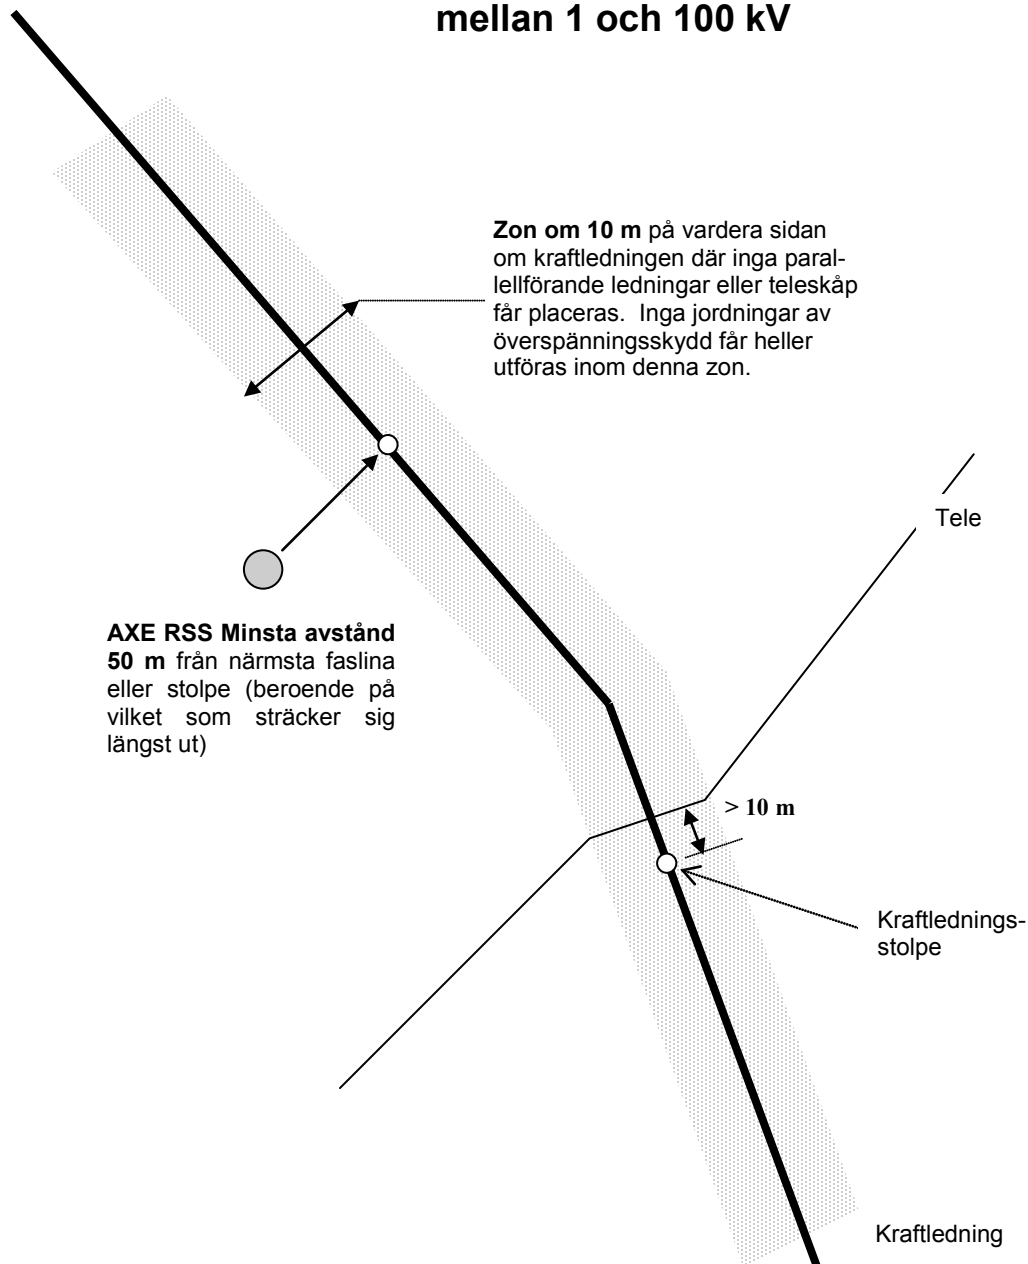 mellan 1 och 100 kV
Zon om 10 m på vardera sidan
om kraftledningen där inga paral-
lellförande ledningar eller teleskåp
får placeras. Inga jordningar av
överspänningsskydd får heller
utföras inom denna zon.
Tele
AXE RSS Minsta avstånd
50 m från närmsta faslina
eller stolpe (beroende på
vilket som sträcker sig
längst ut)
> 10 m
Kraftlednings-
stolpe
Kraftledning